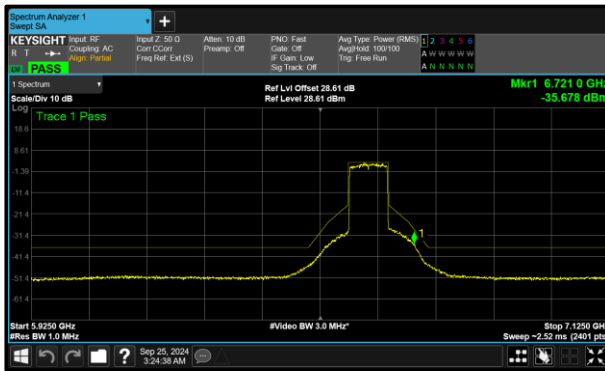 Spectrum Analyzer 1
Swept SA
KEYSIGHT Input: RF Input Z: 50 Ω Atten: 10 dB PNO: Fast Avg Type: Power (RMS) 1 2 3 4 5 6
R T Coupling: AC Corr CCorr Preamp: Off Gate: Off Avg|Hold: 100/100 A W W W W W
Align: Partial Freq Ref: Ext (S) IF Gain: Low Trig: Free Run
LV PASS Sig Track: Off A N N N N N
1 Spectrum Ref Lvl Offset 28.61 dB Mkr1 6.721 0 GHz
Scale/Div 10 dB Ref Level 28.61 dBm -35.678 dBm
Log
Trace 1 Pass
18.6
8.61
-1.39
-11.4
-21.4
-31.4
1
-41.4
-51.4
-61.4
Start 5.9250 GHz #Video BW 3.0 MHz* Stop 7.1250 GHz
#Res BW 1.0 MHz Sweep ~2.52 ms (2401 pts)
Sep 25, 2024
3:24:38 AM